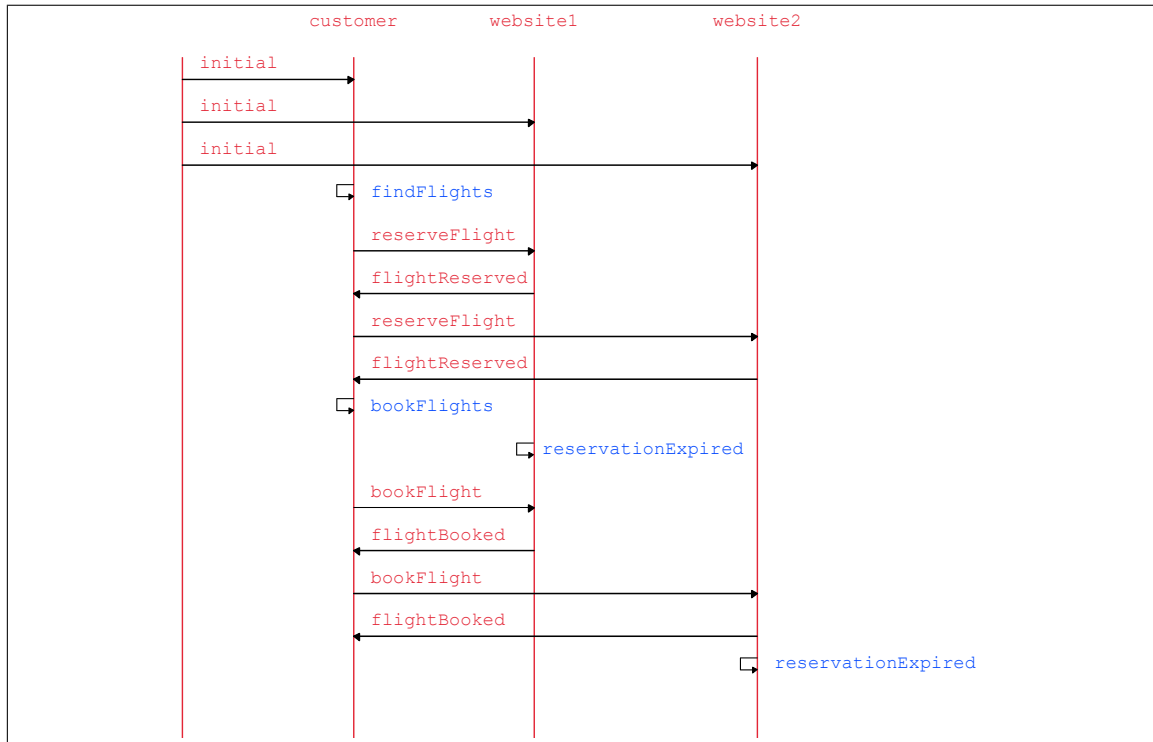 customer website1 website2
initial
initial
initial
findFlights
reserveFlight
flightReserved
reserveFlight
flightReserved
bookFlights
reservationExpired
bookFlight
flightBooked
bookFlight
flightBooked
reservationExpired